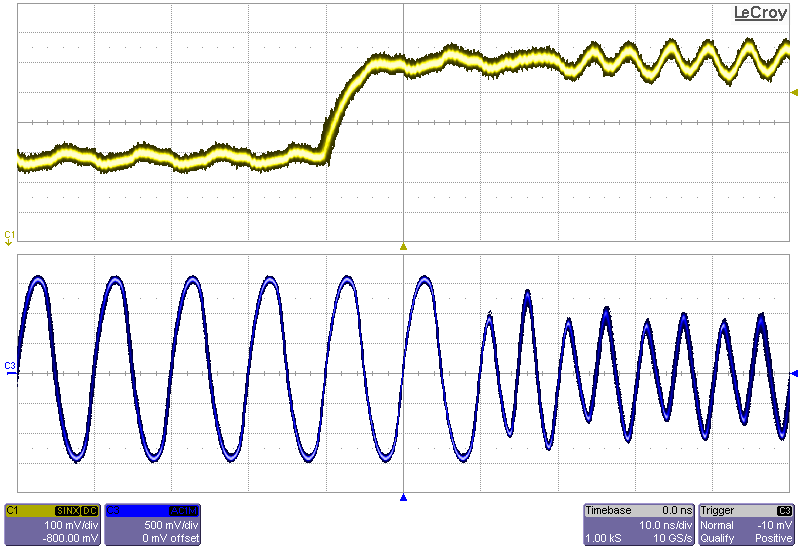 LeCroy
C1
C3
C1 SINX DC
100 mV/div
-800.00 mV
C3 AC1M
500 mV/div
0 mV offset
Timebase 0.0 ns
10.0 ns/div
1.00 kS 10 GS/s
Trigger C3
Normal -10 mV
Qualify Positive